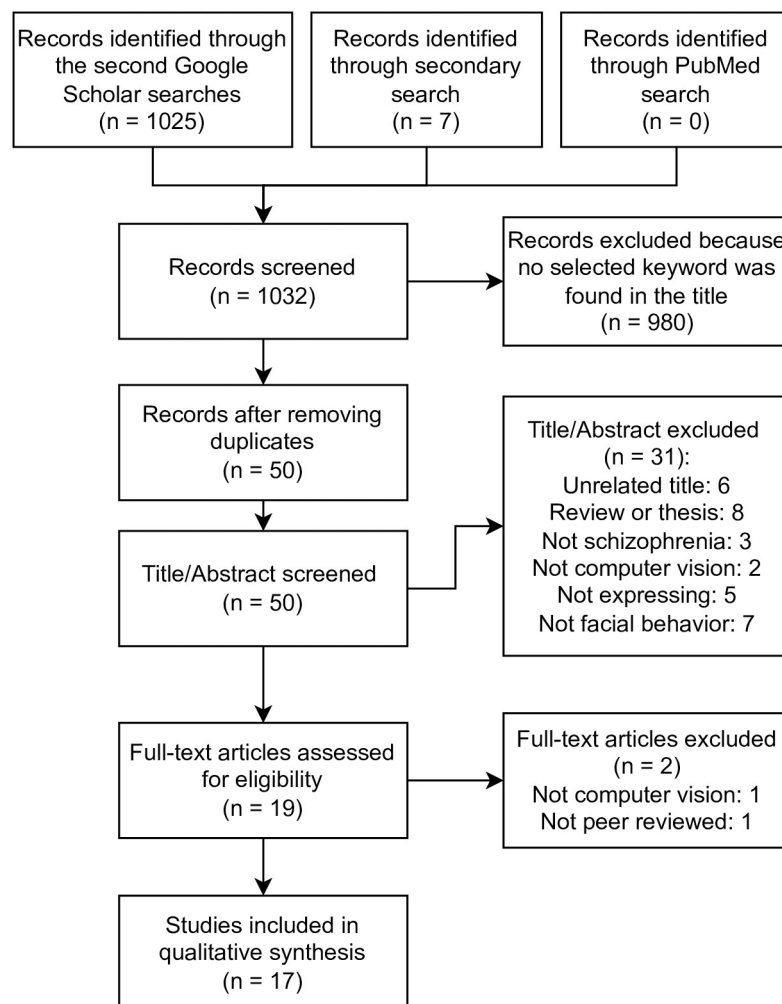 Records identified through
the second Google
Scholar searches
(n = 1025)
Records identified
through secondary
search
(n = 7)
Records identified
through PubMed
search
(n = 0)
Records screened
(n = 1032)
Records excluded because
no selected keyword was
found in the title
(n = 980)
Records after removing
duplicates
(n = 50)
Title/Abstract excluded
(n = 31):
Unrelated title: 6
Review or thesis: 8
Not schizophrenia: 3
Not computer vision: 2
Not expressing: 5
Not facial behavior: 7
Title/Abstract screened
(n = 50)
Full-text articles assessed
for eligibility
(n = 19)
Full-text articles excluded
(n = 2)
Not computer vision: 1
Not peer reviewed: 1
Studies included in
qualitative synthesis
(n = 17)